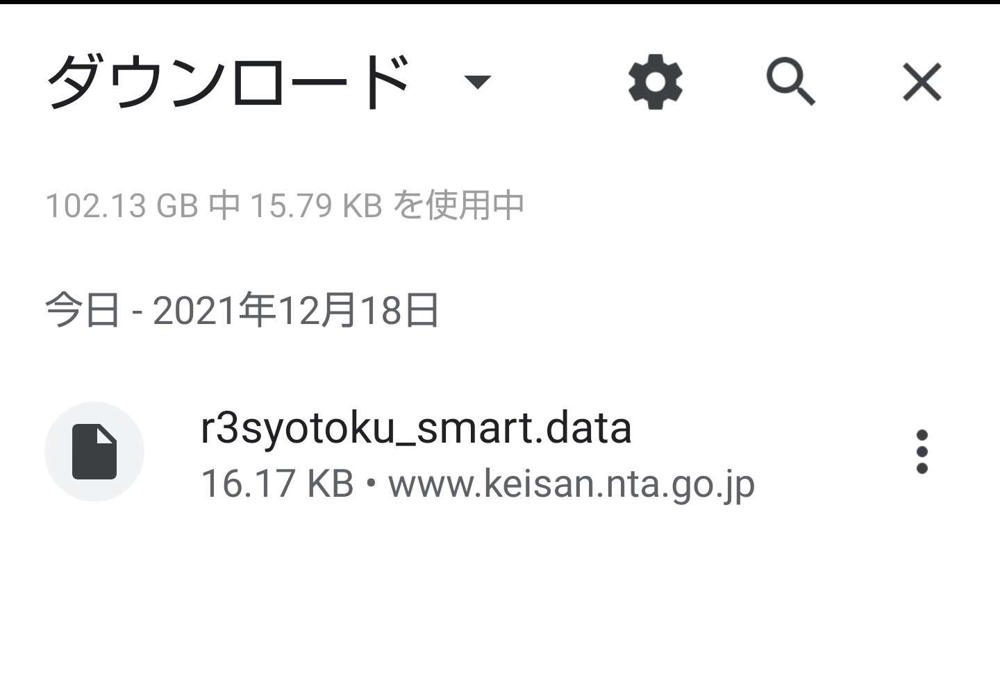 ダウンロード
102.13 GB 中 15.79 KB を使用中
今日 - 2021年12月18日
r3syotoku_smart.data
16.17 KB • www.keisan.nta.go.jp